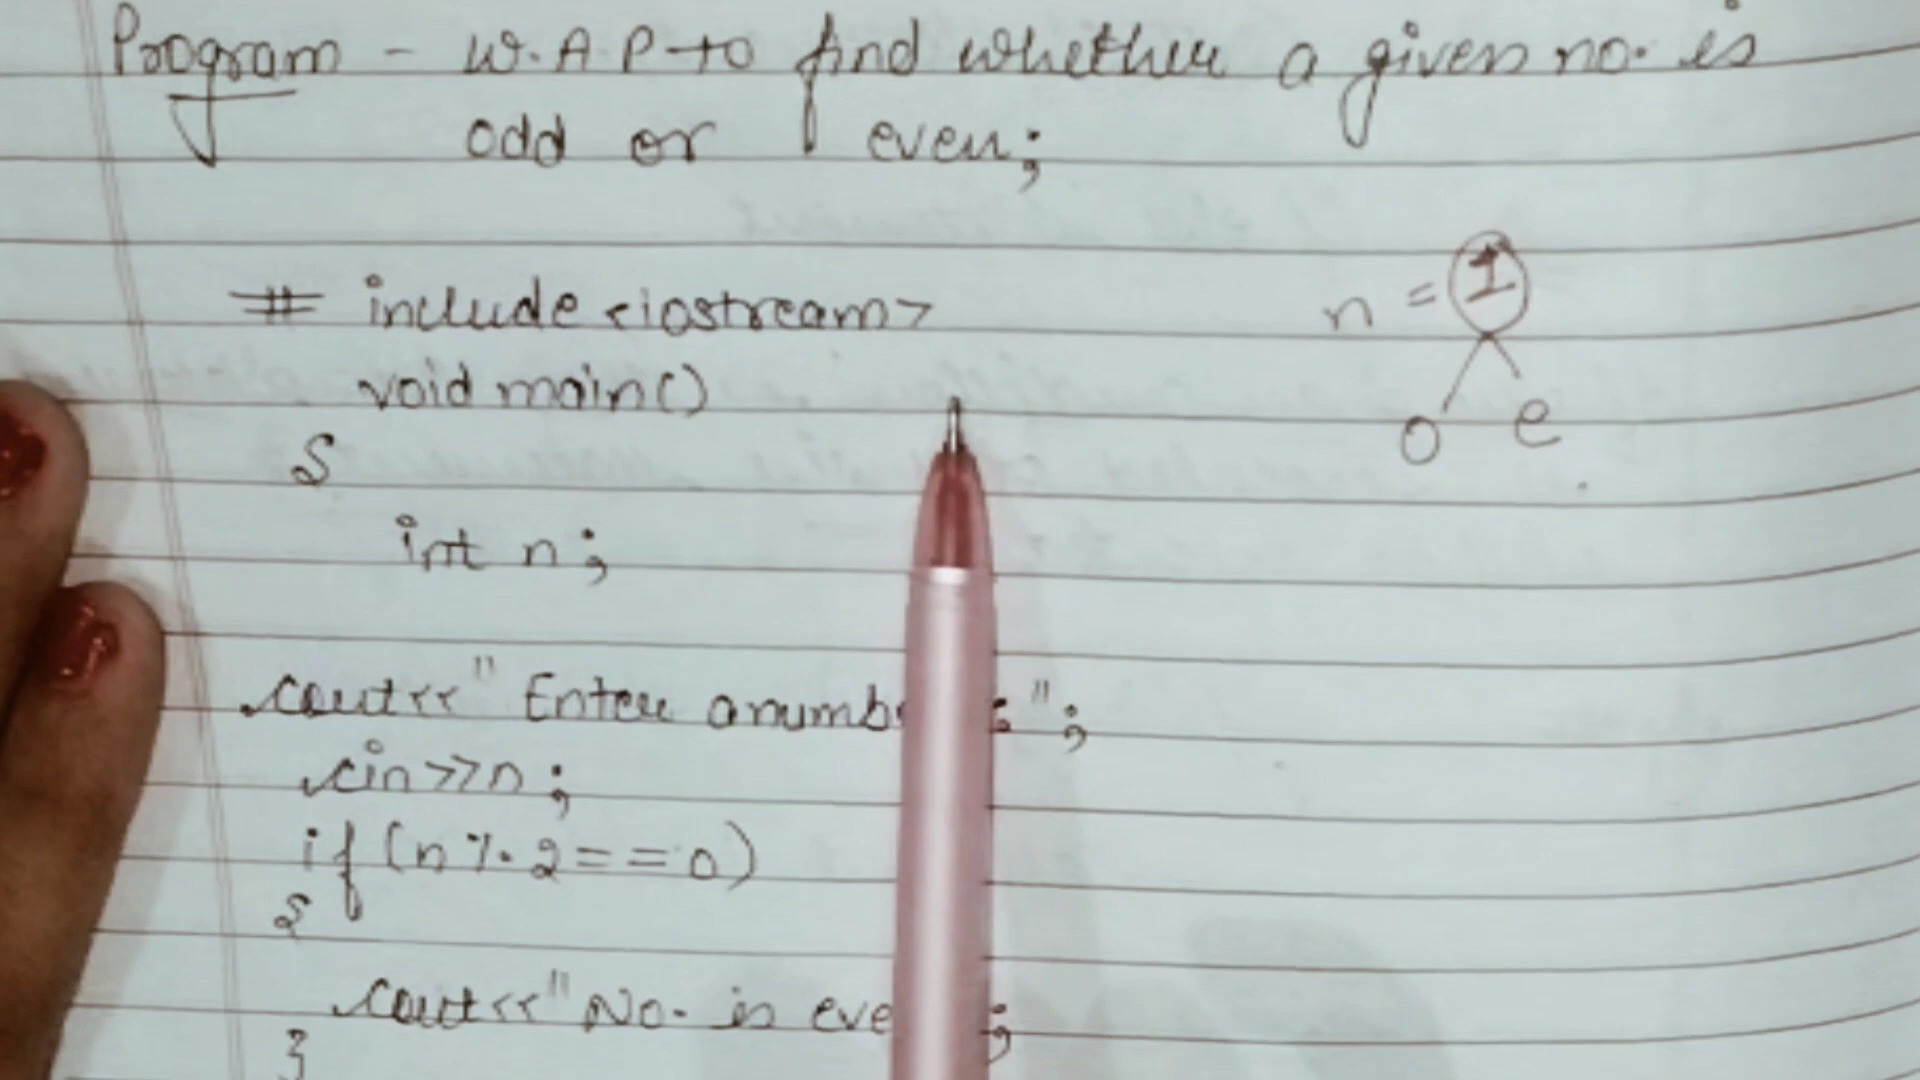 Program - W.A.P to find whether a given no. is
odd or even;
# include <iostream>
n = 1
void main()
o e
{
int n;
cout<< " Enter a numb : " ;
cin>>n ;
if (n % 2 = = 0)
{
cout<< " No. is eve ;
}